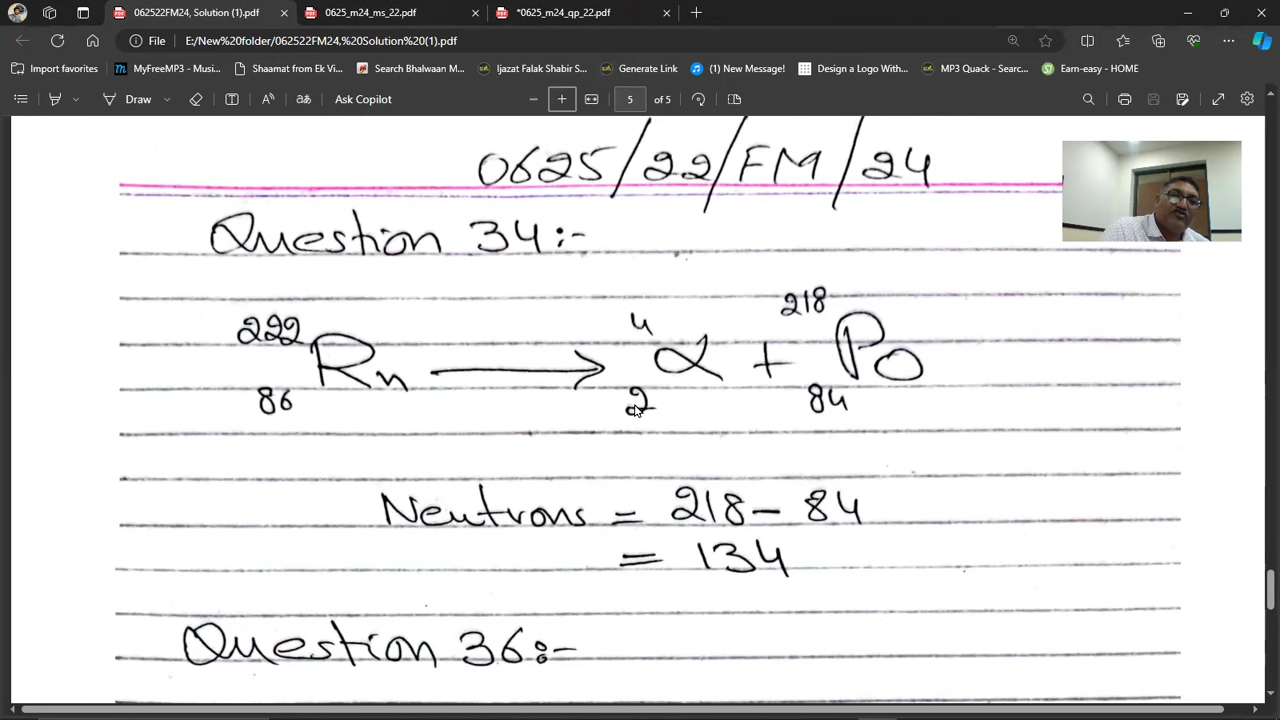 062522FM24, Solution (1).pdf
0625_m24_ms_22.pdf
*0625_m24_qp_22.pdf
File E:/New%20folder/062522FM24,%20Solution%20(1).pdf
Import favorites MyFreeMP3 - Musi... Shaamat from Ek Vi... Search Bhalwaan M... Ijazat Falak Shabir S... Generate Link (1) New Message! Design a Logo With... MP3 Quack - Searc... Earn-easy - HOME
Draw Ask Copilot 5 of 5
0625/22/FM/24
Question 34:-
222 4 218
Rn → α + Po
86 2 84
Neutrons = 218 - 84
= 134
Question 36:-